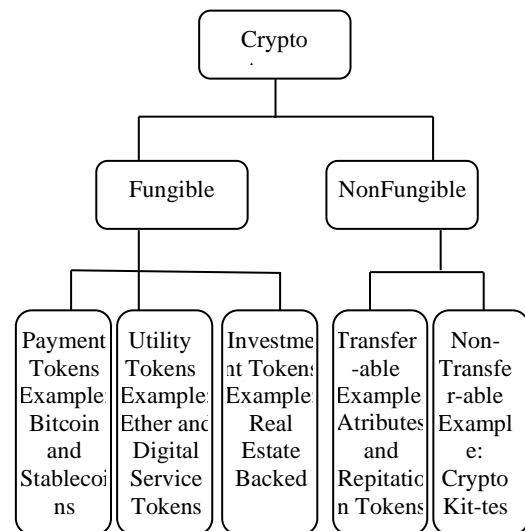 Crypto
Fungible
NonFungible
Payment
Tokens
Example:
Bitcoin
and
Stablecoi
ns
Utility
Tokens
Example:
Ether and
Digital
Service
Tokens
Investme
nt Tokens
Example:
Real
Estate
Backed
Transfer
-able
Example
Atributes
and
Repitatio
n Tokens
Non-
Transfe
r-able
Exampl
e:
Crypto
Kit-tes